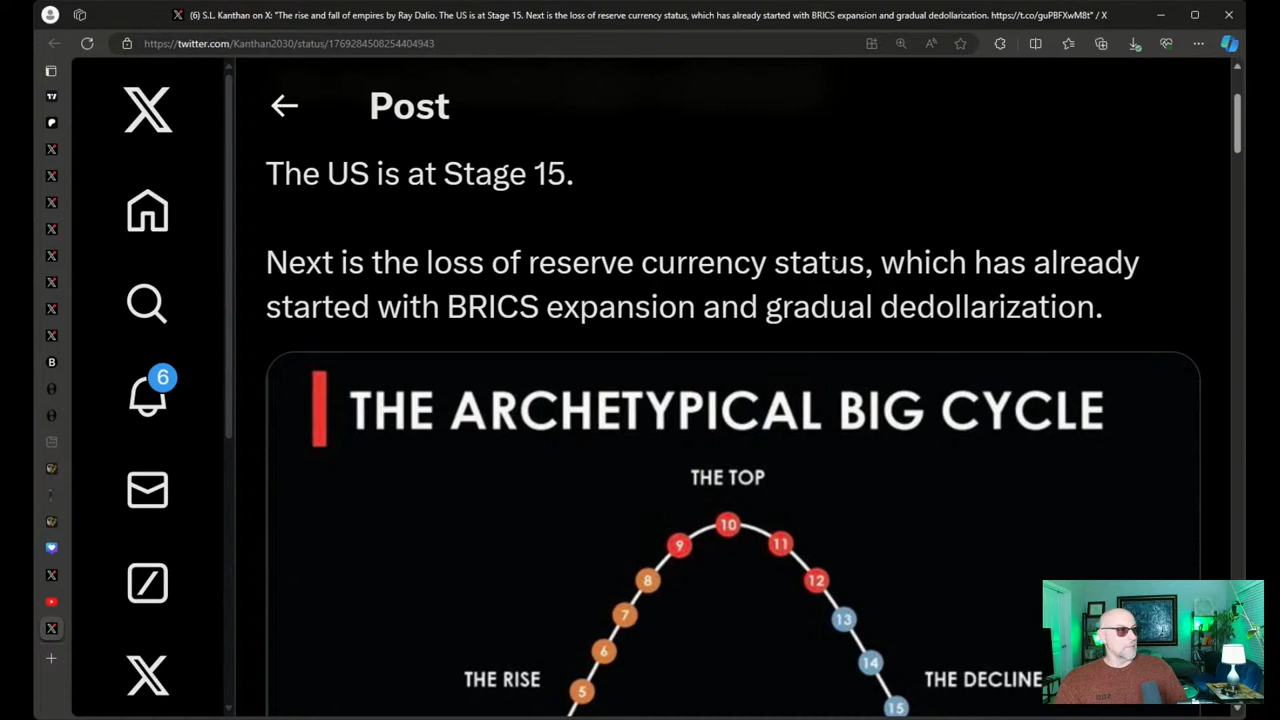 (6) S.L. Kanthan on X: "The rise and fall of empires by Ray Dalio. The US is at Stage 15. Next is the loss of reserve currency status, which has already started with BRICS expansion and gradual dedollarization. https://t.co/guPBFXwM8t" / X
https://twitter.com/Kanthan2030/status/1769284508254404943
Post
The US is at Stage 15.
Next is the loss of reserve currency status, which has already
started with BRICS expansion and gradual dedollarization.
6
THE ARCHETYPICAL BIG CYCLE
THE TOP
10
9
11
8
12
7
13
6
14
THE RISE
THE DECLINE
5
15